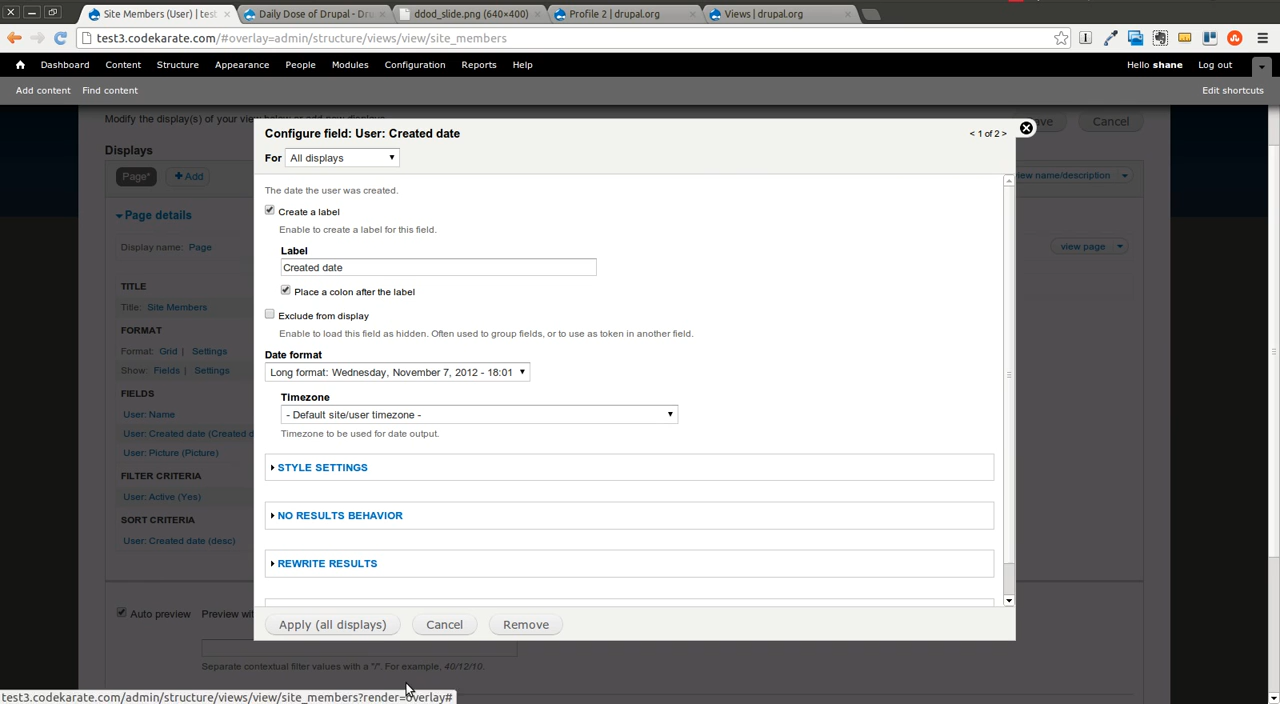 Site Members (User) | test
Daily Dose of Drupal - Dru
ddod_slide.png (640×400)
Profile 2 | drupal.org
Views | drupal.org
test3.codekarate.com/#overlay=admin/structure/views/view/site_members
Dashboard Content Structure Appearance People Modules Configuration Reports Help
Hello shane Log out
Add content Find content
Edit shortcuts
Modify the display(s) of your view below or add new displays.
Save Cancel
Displays
Page* Add
view name/description
Page details
Display name: Page
view page
TITLE
Title: Site Members
FORMAT
Format: Grid | Settings
Show: Fields | Settings
FIELDS
User: Name
User: Created date (Created d
User: Picture (Picture)
FILTER CRITERIA
User: Active (Yes)
SORT CRITERIA
User: Created date (desc)
Auto preview Preview wit
Separate contextual filter values with a "/". For example, 40/12/10.
Configure field: User: Created date
< 1 of 2 >
For All displays
The date the user was created.
Create a label
Enable to create a label for this field.
Label
Created date
Place a colon after the label
Exclude from display
Enable to load this field as hidden. Often used to group fields, or to use as token in another field.
Date format
Long format: Wednesday, November 7, 2012 - 18:01
Timezone
- Default site/user timezone -
Timezone to be used for date output.
STYLE SETTINGS
NO RESULTS BEHAVIOR
REWRITE RESULTS
Apply (all displays) Cancel Remove
test3.codekarate.com/admin/structure/views/view/site_members?render=overlay#